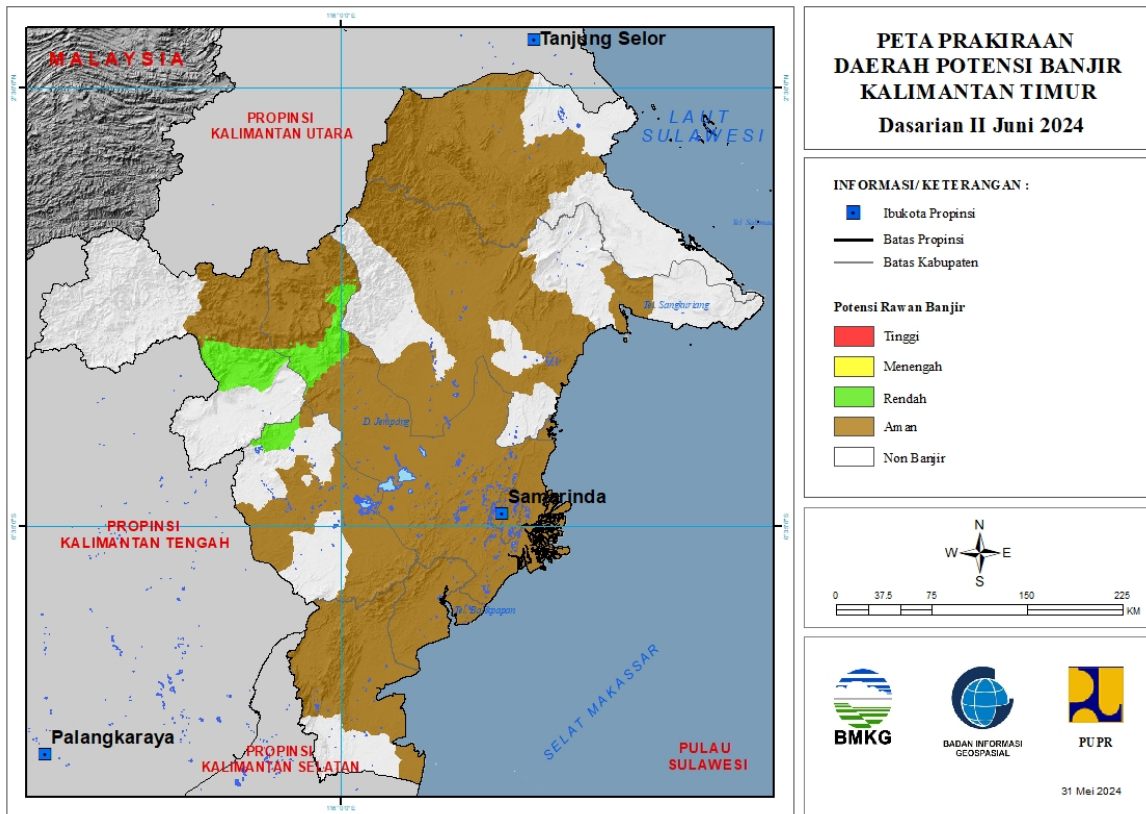 MALAYSIA
Tanjung Selor
PROPINSI
KALIMANTAN UTARA
LAUT
SULAWESI
Tel. Sangkuriang
D. Jempang
Samarinda
PROPINSI
KALIMANTAN TENGAH
Tel. Balikpapan
SELAT MAKASSAR
Palangkaraya
PROPINSI
KALIMANTAN SELATAN
PULAU
SULAWESI
PETA PRAKIRAAN
DAERAH POTENSI BANJIR
KALIMANTAN TIMUR
Dasarian II Juni 2024
INFORMASI/ KETERANGAN :
Ibukota Propinsi
Batas Propinsi
Batas Kabupaten
Potensi Rawan Banjir
Tinggi
Menengah
Rendah
Aman
Non Banjir
N
W E
S
0 37.5 75 150 225
KM
BMKG
BADAN INFORMASI
GEOSPASIAL
PUPR
31 Mei 2024